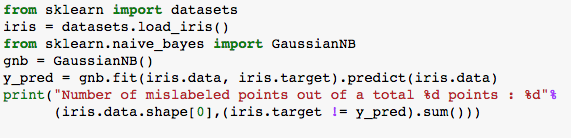 from sklearn import datasets
iris = datasets.load_iris()
from sklearn.naive_bayes import GaussianNB
gnb = GaussianNB()
y_pred = gnb.fit(iris.data, iris.target).predict(iris.data)
print("Number of mislabeled points out of a total %d points : %d"%
(iris.data.shape[0],(iris.target != y_pred).sum()))